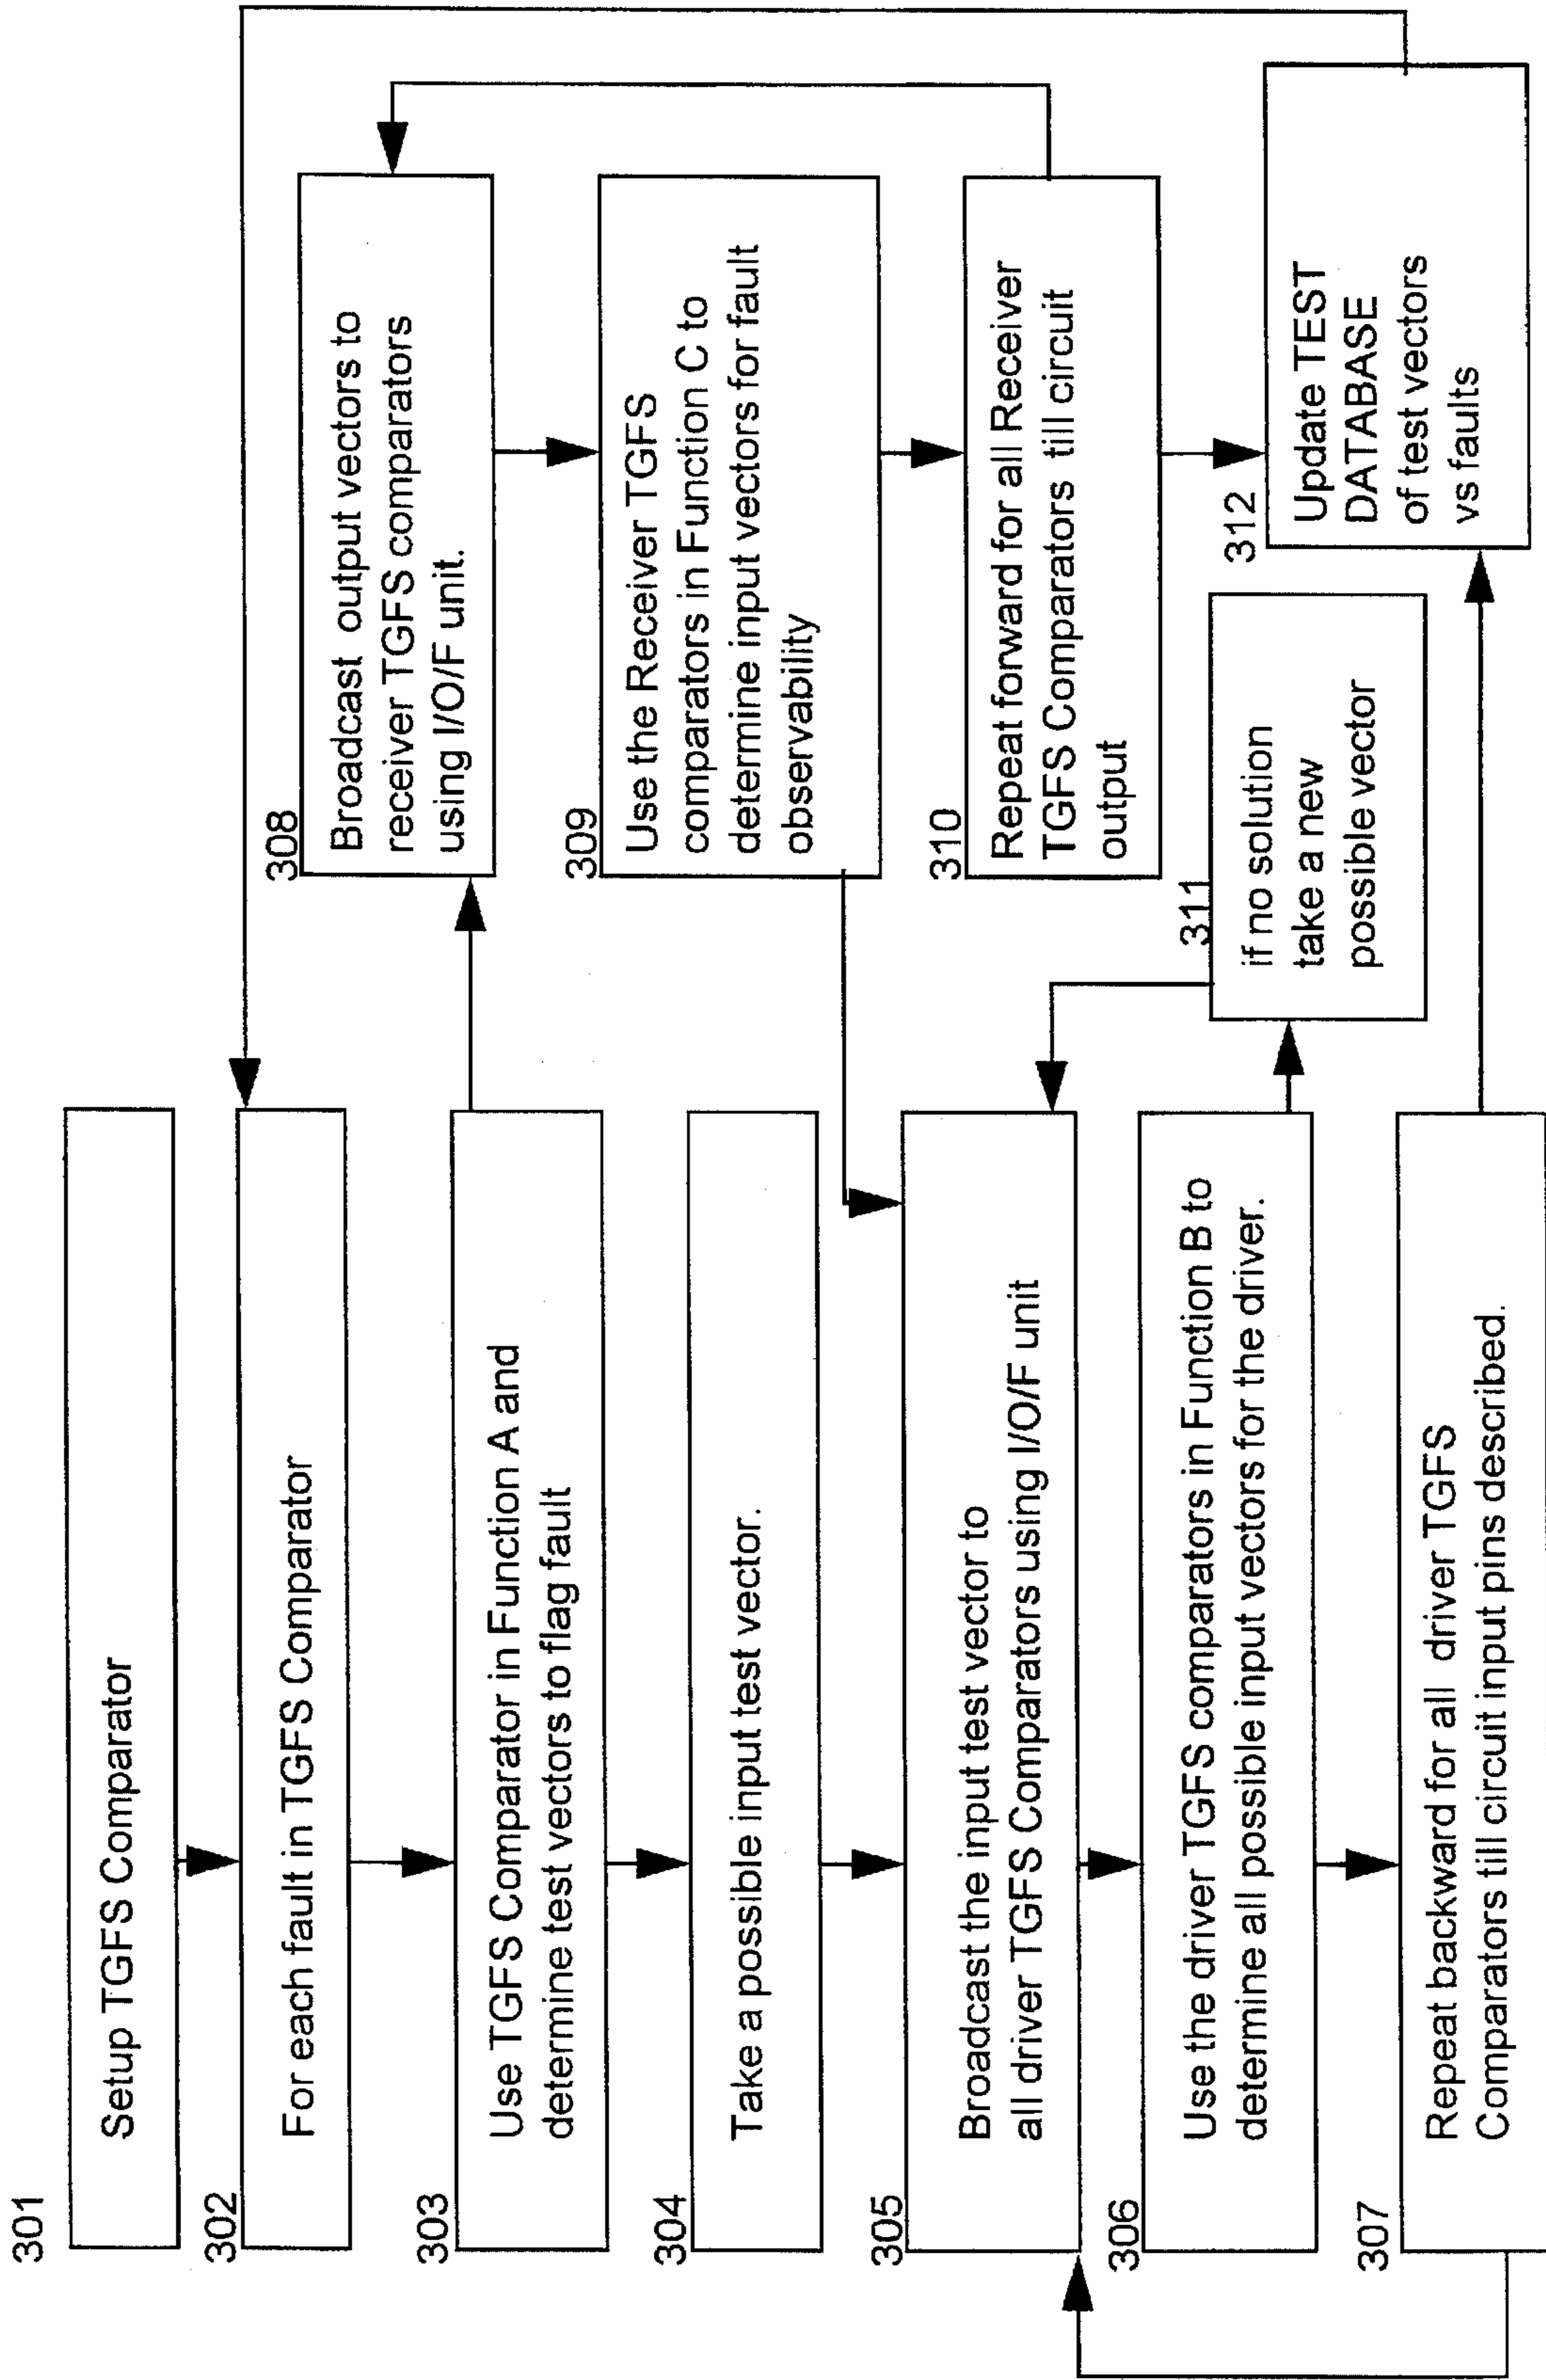 301
Setup TGFS Comparator
302
For each fault in TGFS Comparator
303
Use TGFS Comparator in Function A and
determine test vectors to flag fault
304
Take a possible input test vector.
305
Broadcast the input test vector to
all driver TGFS Comparators using I/O/F unit
306
Use the driver TGFS comparators in Function B to
determine all possible input vectors for the driver.
307
Repeat backward for all driver TGFS
Comparators till circuit input pins described.
308
Broadcast output vectors to
receiver TGFS comparators
using I/O/F unit.
309
Use the Receiver TGFS
comparators in Function C to
determine input vectors for fault
observability
310
Repeat forward for all Receiver
TGFS Comparators till circuit
output
311
if no solution
take a new
possible vector
312
Update TEST
DATABASE
of test vectors
vs faults